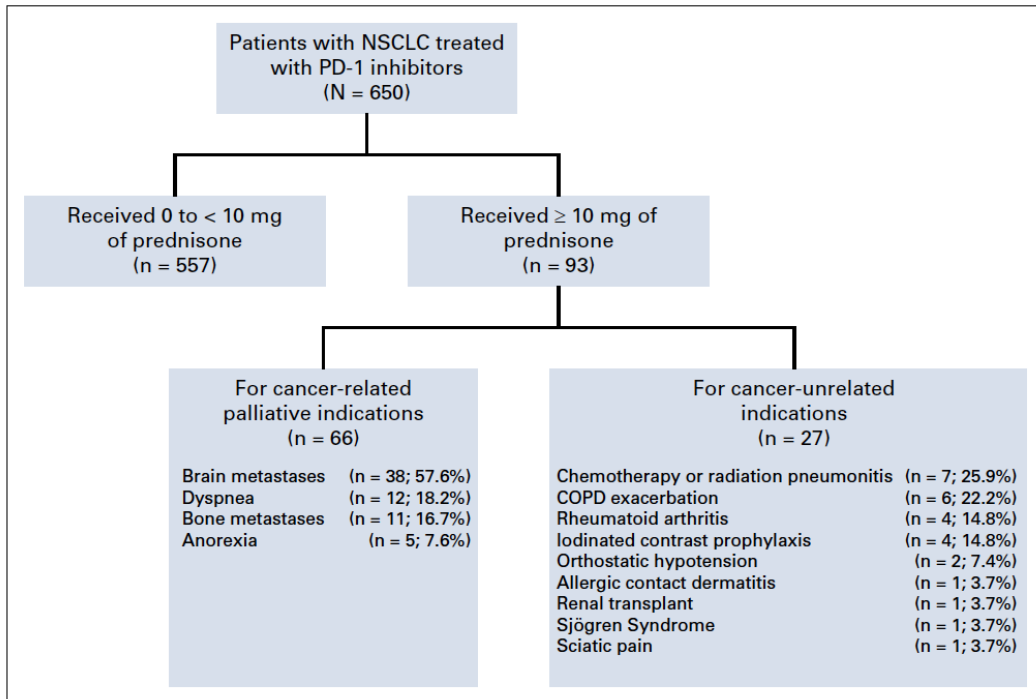 Patients with NSCLC treated
with PD-1 inhibitors
(N = 650)
Received 0 to < 10 mg
of prednisone
(n = 557)
Received ≥ 10 mg of
prednisone
(n = 93)
For cancer-related
palliative indications
(n = 66)
Brain metastases (n = 38; 57.6%)
Dyspnea (n = 12; 18.2%)
Bone metastases (n = 11; 16.7%)
Anorexia (n = 5; 7.6%)
For cancer-unrelated
indications
(n = 27)
Chemotherapy or radiation pneumonitis (n = 7; 25.9%)
COPD exacerbation (n = 6; 22.2%)
Rheumatoid arthritis (n = 4; 14.8%)
Iodinated contrast prophylaxis (n = 4; 14.8%)
Orthostatic hypotension (n = 2; 7.4%)
Allergic contact dermatitis (n = 1; 3.7%)
Renal transplant (n = 1; 3.7%)
Sjögren Syndrome (n = 1; 3.7%)
Sciatic pain (n = 1; 3.7%)